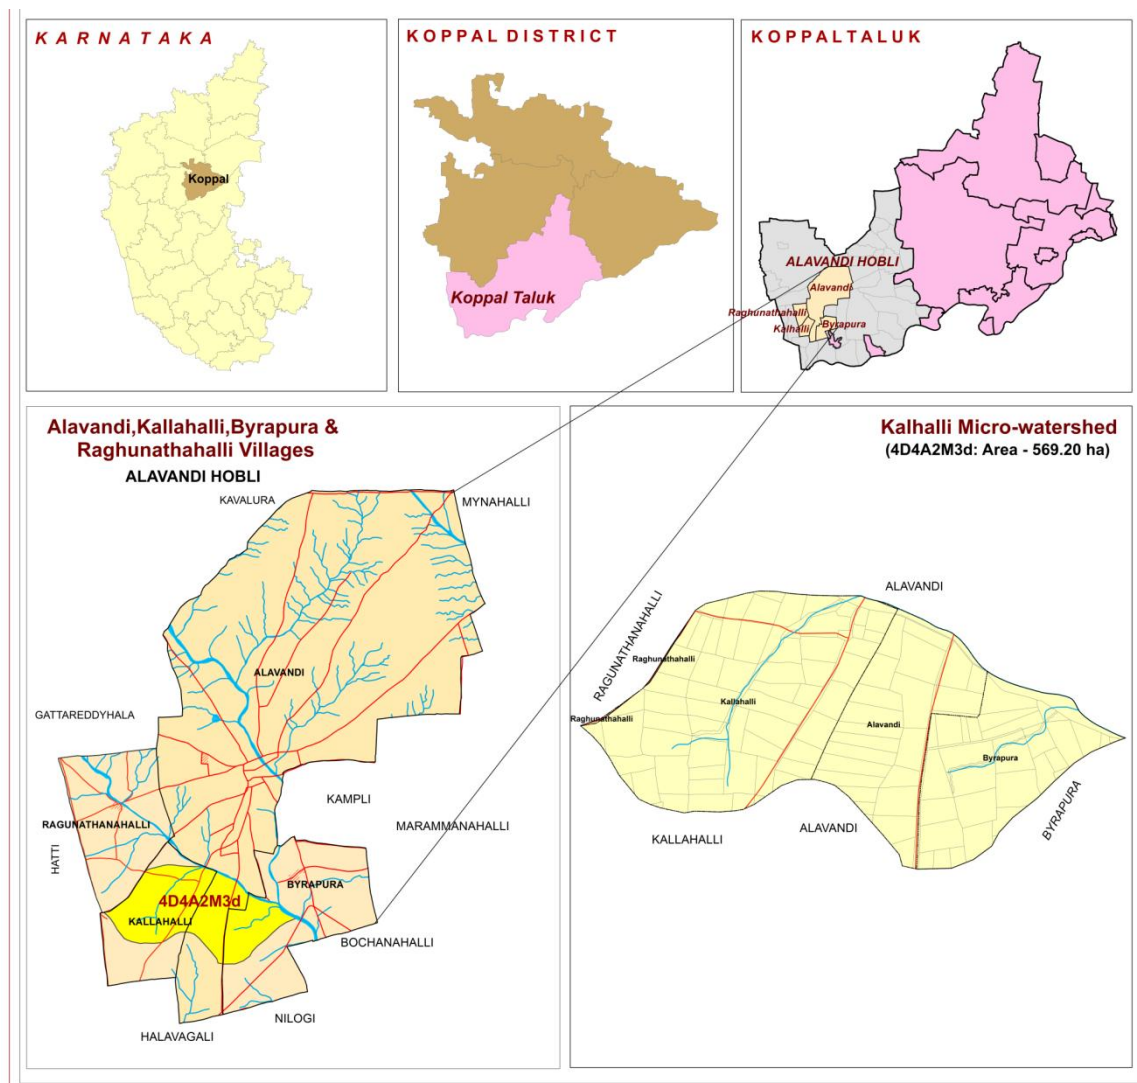 KARNATAKA
Koppal
KOPPAL DISTRICT
Koppal Taluk
KOPPAL TALUK
ALAVANDI HOBLI
Alavandi
Raghunathahalli
Kalhalli
Byrapura
Alavandi,Kallahalli,Byrapura &
Raghunathahalli Villages
ALAVANDI HOBLI
KAVALURA
MYNAHALLI
ALAVANDI
GATTAREDDYHALA
KAMPLI
MARAMMANAHALLI
RAGUNATHANAHALLI
HATTI
BYRAPURA
4D4A2M3d
KALLAHALLI
BOCHANAHALLI
NILOGI
HALAVAGALI
Kalhalli Micro-watershed
(4D4A2M3d: Area - 569.20 ha)
ALAVANDI
RAGUNATHANAHALLI
Raghunathahalli
Raghunathahalli
Kallahalli
Alavandi
Byrapura
KALLAHALLI
ALAVANDI
BYRAPURA